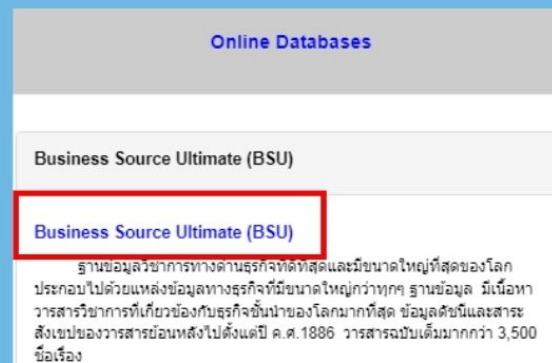 Online Databases
Business Source Ultimate (BSU)
Business Source Ultimate (BSU)
ฐานข้อมูลวิชาการทางด้านธุรกิจที่ดีที่สุดและมีขนาดใหญ่ที่สุดของโลก
ประกอบไปด้วยแหล่งข้อมูลทางธุรกิจที่มีขนาดใหญ่กว่าทุกๆ ฐานข้อมูล มีเนื้อหา
วารสารวิชาการที่เกี่ยวข้องกับธุรกิจชั้นนำของโลกมากที่สุด ข้อมูลดัชนีและสาระ
สังเขปของวารสารย้อนหลังไปตั้งแต่ปี ค.ศ.1886 วารสารฉบับเต็มมากกว่า 3,500
ชื่อเรื่อง